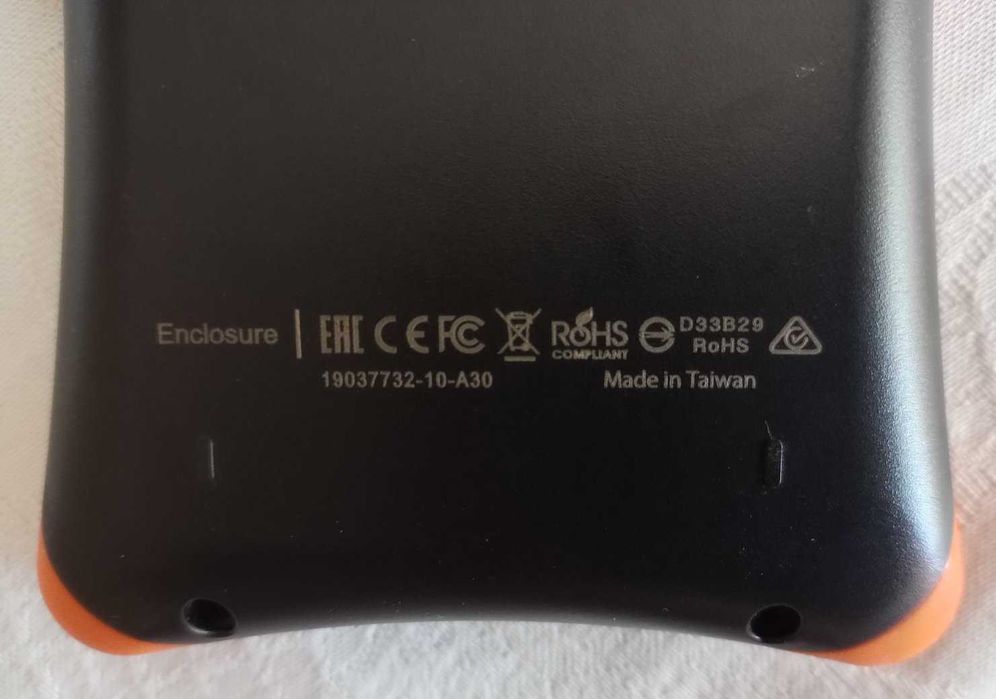 Enclosure | EAC CE FC RoHS COMPLIANT D33B29 RoHS
19037732-10-A30 Made in Taiwan